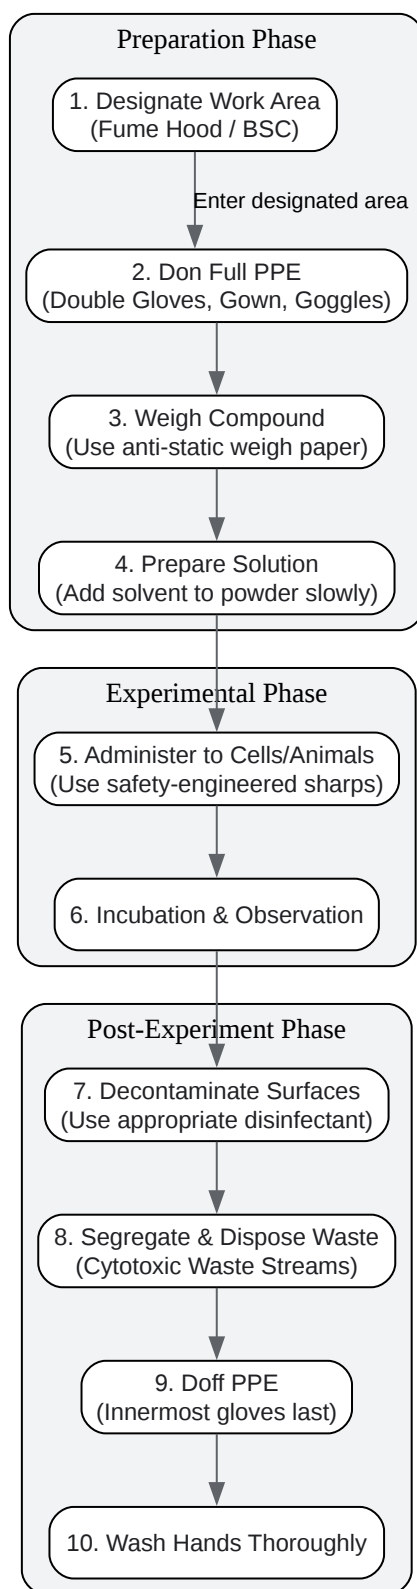 Preparation Phase
1. Designate Work Area
(Fume Hood / BSC)
Enter designated area
2. Don Full PPE
(Double Gloves, Gown, Goggles)
3. Weigh Compound
(Use anti-static weigh paper)
4. Prepare Solution
(Add solvent to powder slowly)
Experimental Phase
5. Administer to Cells/Animals
(Use safety-engineered sharps)
6. Incubation & Observation
Post-Experiment Phase
7. Decontaminate Surfaces
(Use appropriate disinfectant)
8. Segregate & Dispose Waste
(Cytotoxic Waste Streams)
9. Doff PPE
(Innermost gloves last)
10. Wash Hands Thoroughly